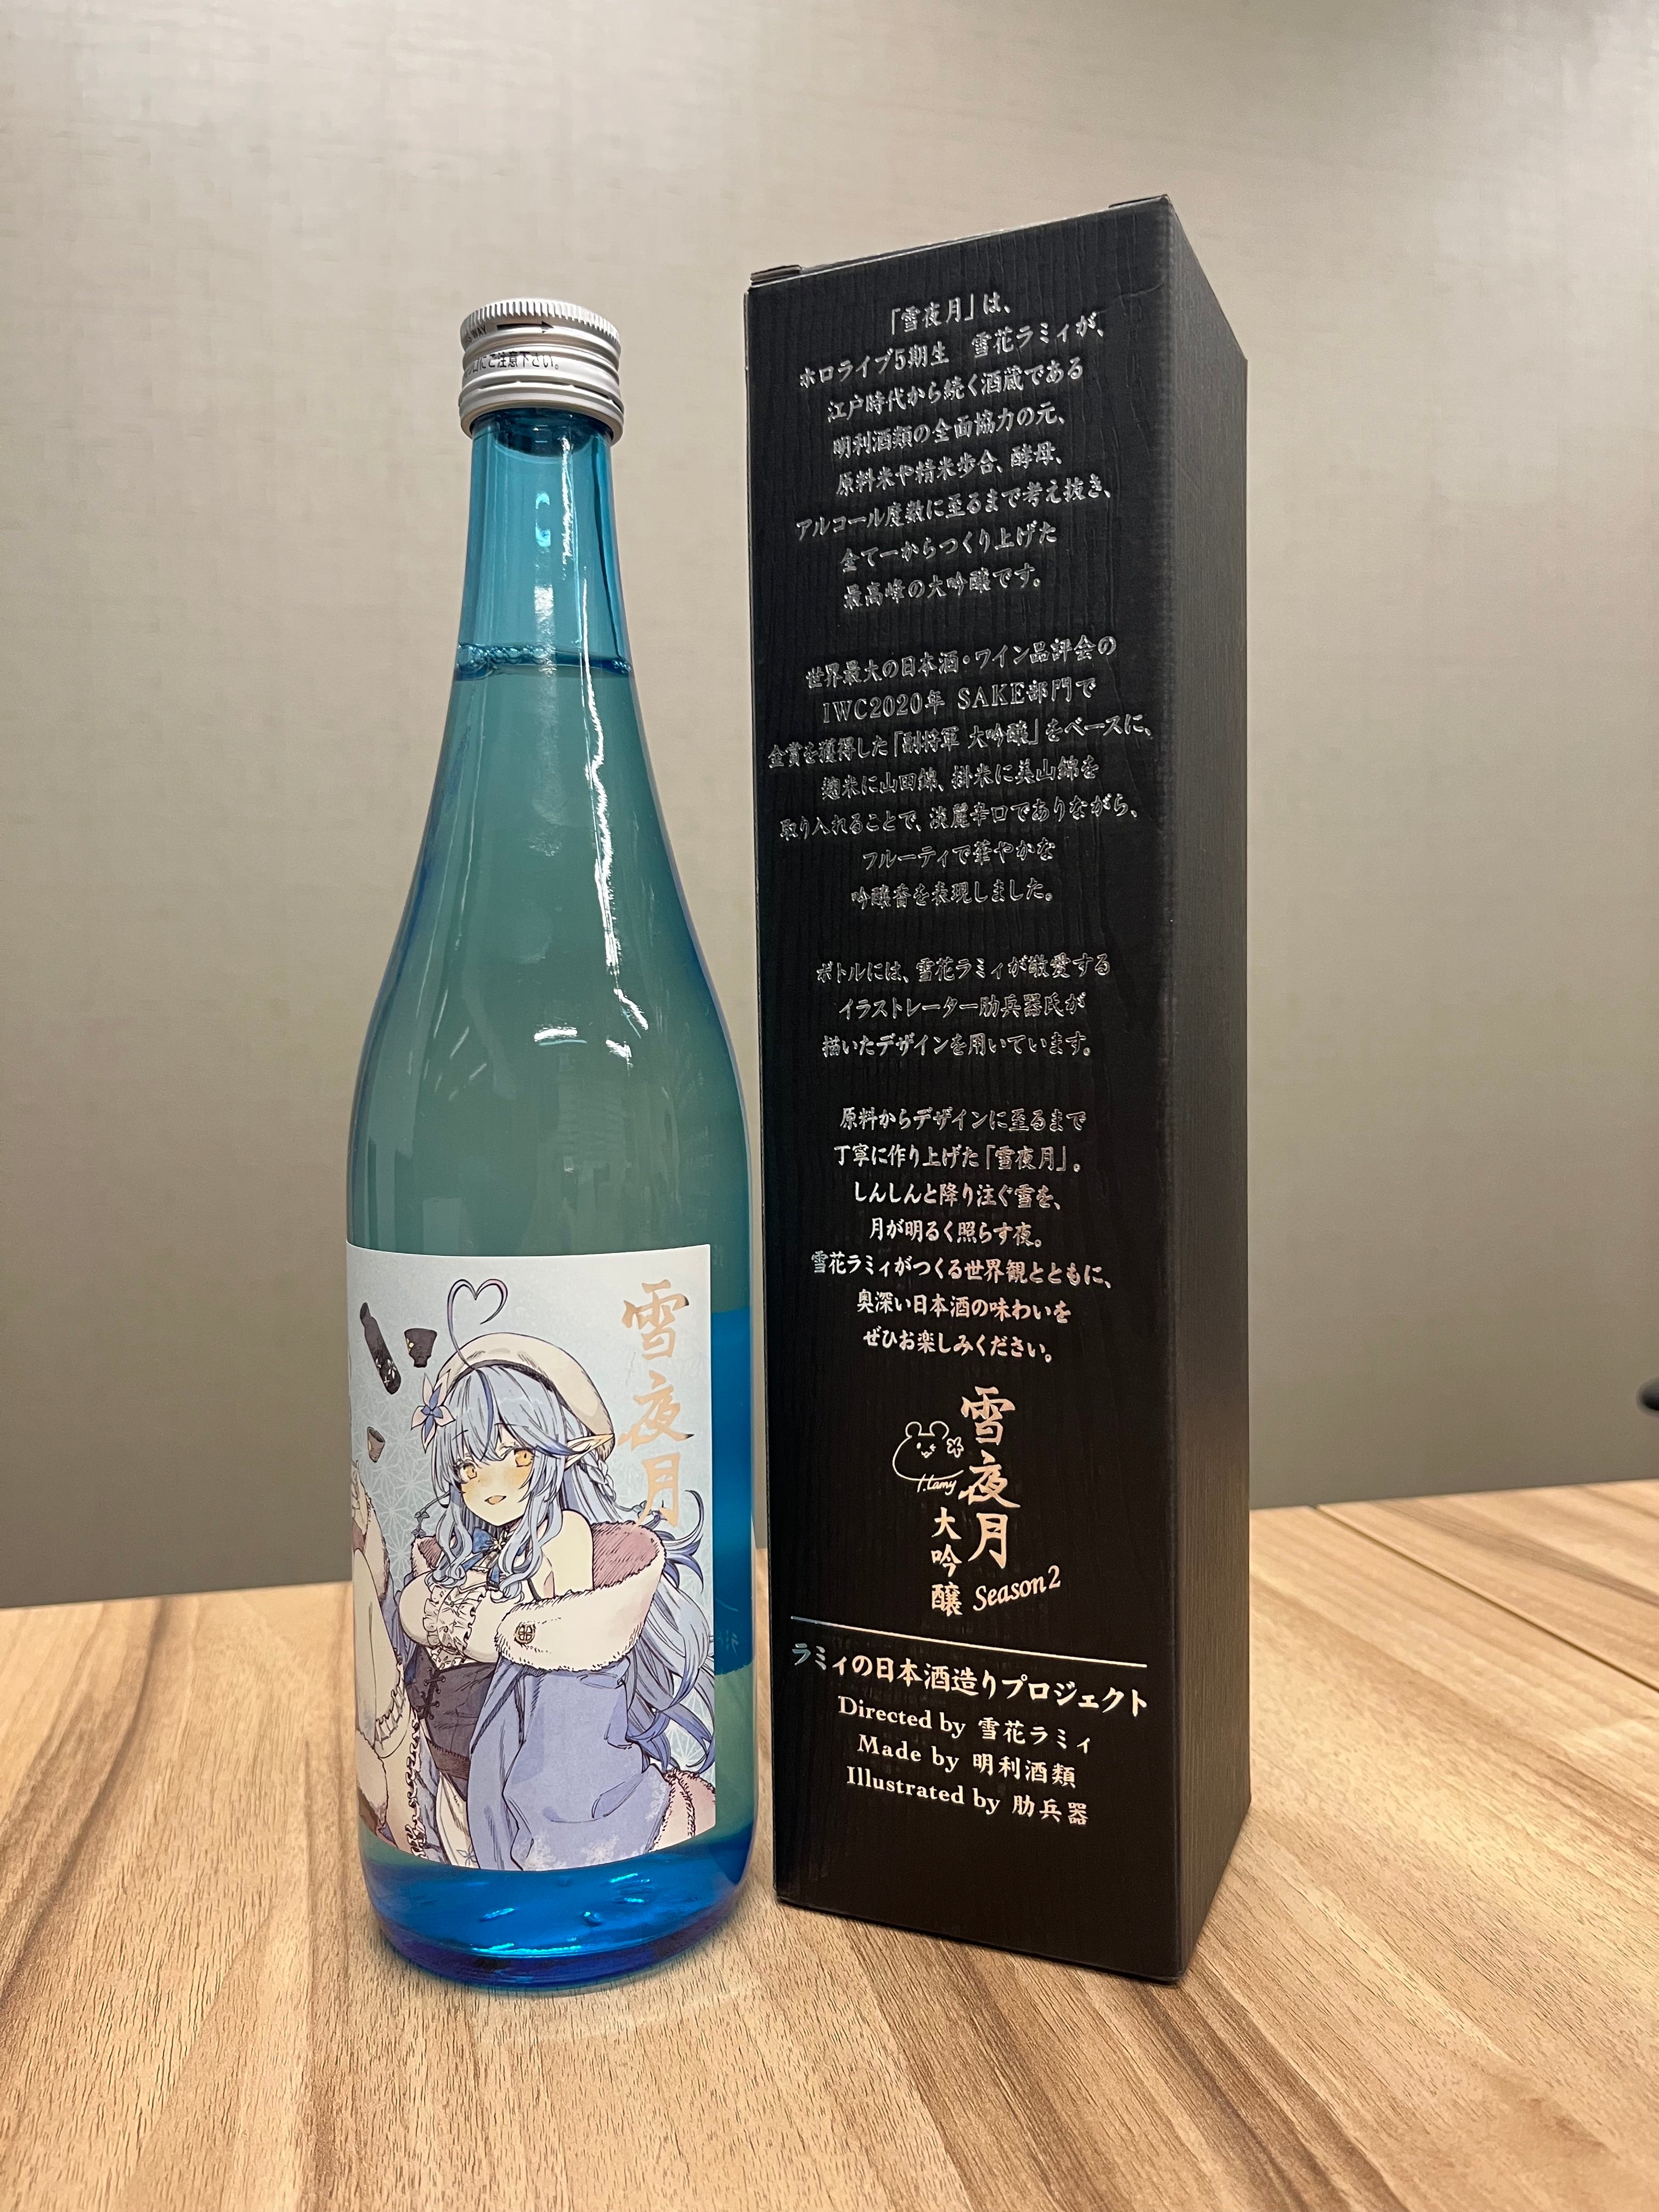 にご注意下さい。
雪夜月
「雪夜月」は、
ホロライブ5期生 雪花ラミィが、
江戸時代から続く酒蔵である
明利酒類の全面協力の元、
原料米や精米歩合、酵母、
アルコール度数に至るまで考え抜き、
全て一からつくり上げた
最高峰の大吟醸です。
世界最大の日本酒・ワイン品評会の
IWC2020年 SAKE部門で
金賞を獲得した「副将軍 大吟醸」をベースに、
麹米に山田錦、掛米に美山錦を
取り入れることで、淡麗辛口でありながら、
フルーティで華やかな
吟醸香を表現しました。
ボトルには、雪花ラミィが敬愛する
イラストレーター肋兵器氏が
描いたデザインを用いています。
原料からデザインに至るまで
丁寧に作り上げた「雪夜月」。
しんしんと降り注ぐ雪を、
月が明るく照らす夜。
雪花ラミィがつくる世界観とともに、
奥深い日本酒の味わいを
ぜひお楽しみください。
雪夜月
Lamy
大吟醸
Season2
ラミィの日本酒造りプロジェクト
Directed by 雪花ラミィ
Made by 明利酒類
Illustrated by 肋兵器